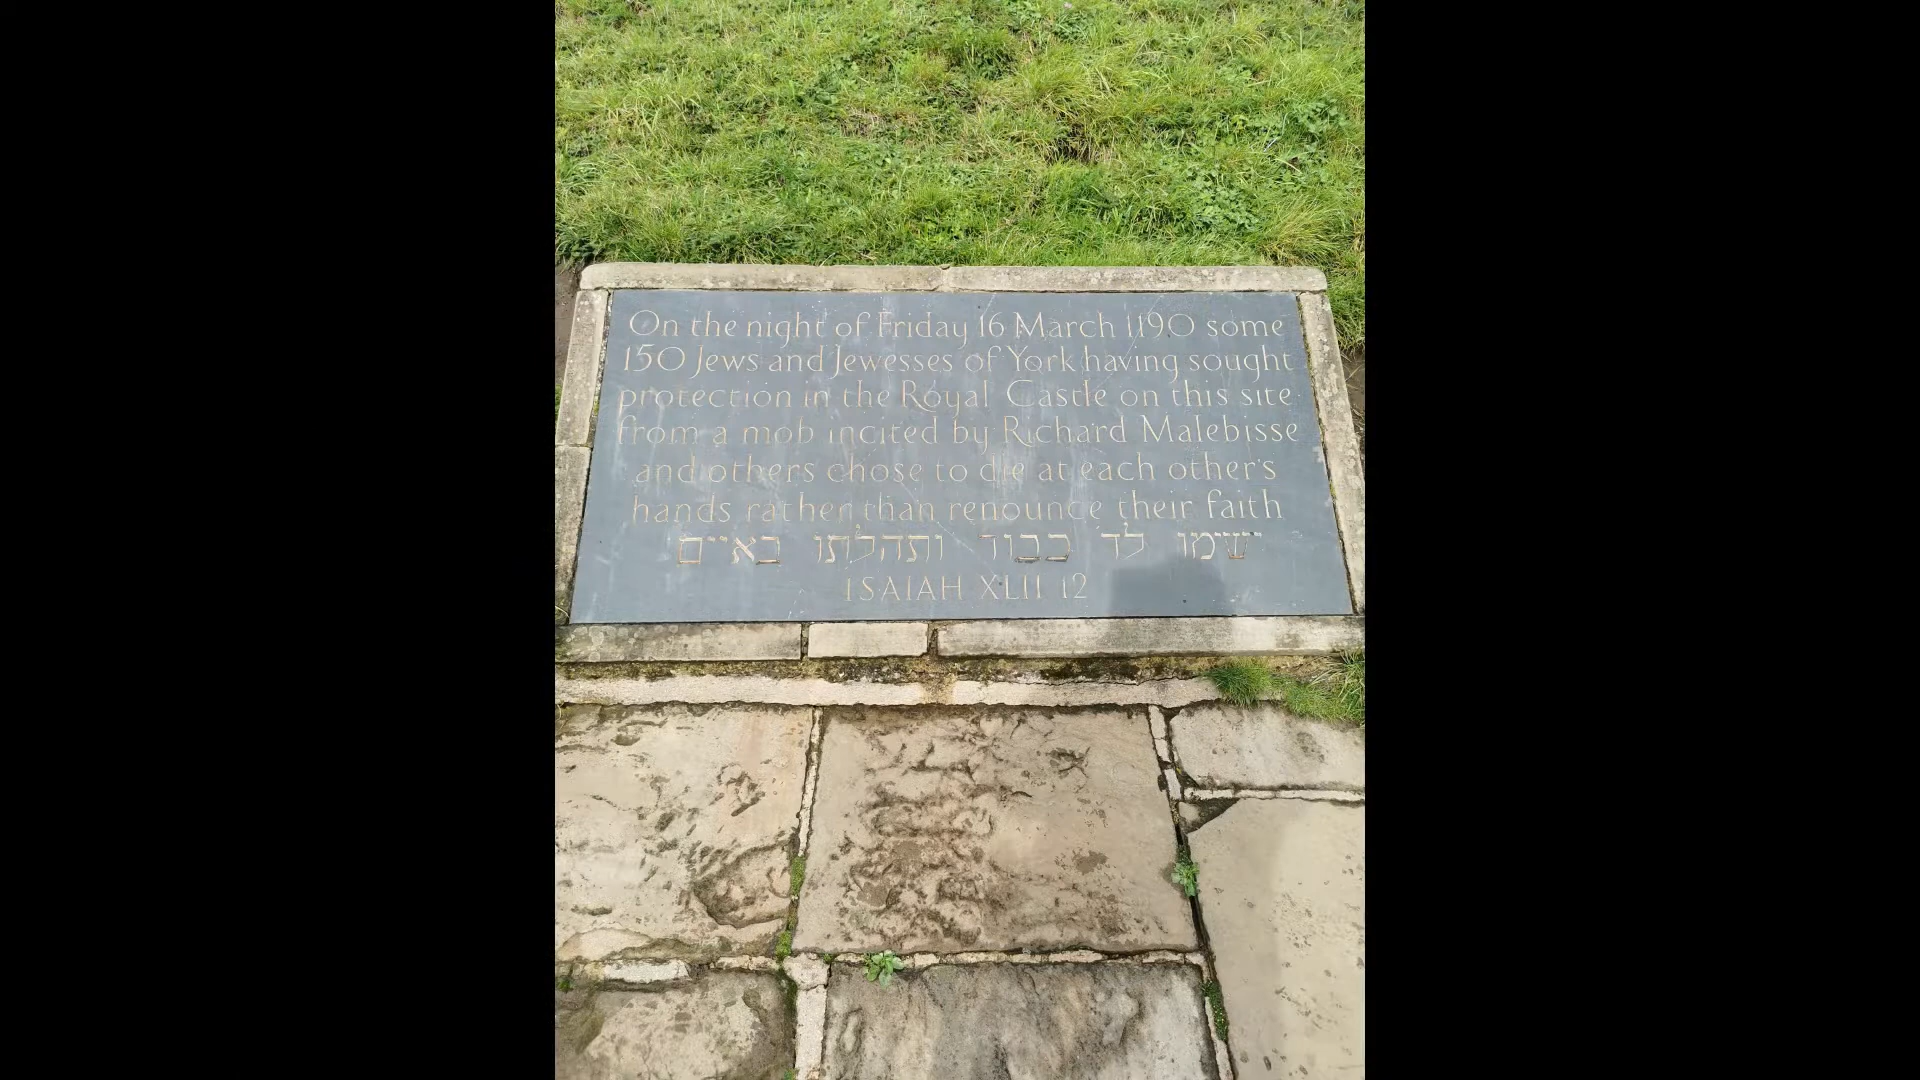 On the night of Friday 16 March 1190 some
150 Jews and Jewesses of York having sought
protection in the Royal Castle on this site
from a mob incited by Richard Malebisse
and others chose to die at each other's
hands rather than renounce their faith
ישימו לד כבוד ותהלתו באיים
ISAIAH XLII 12